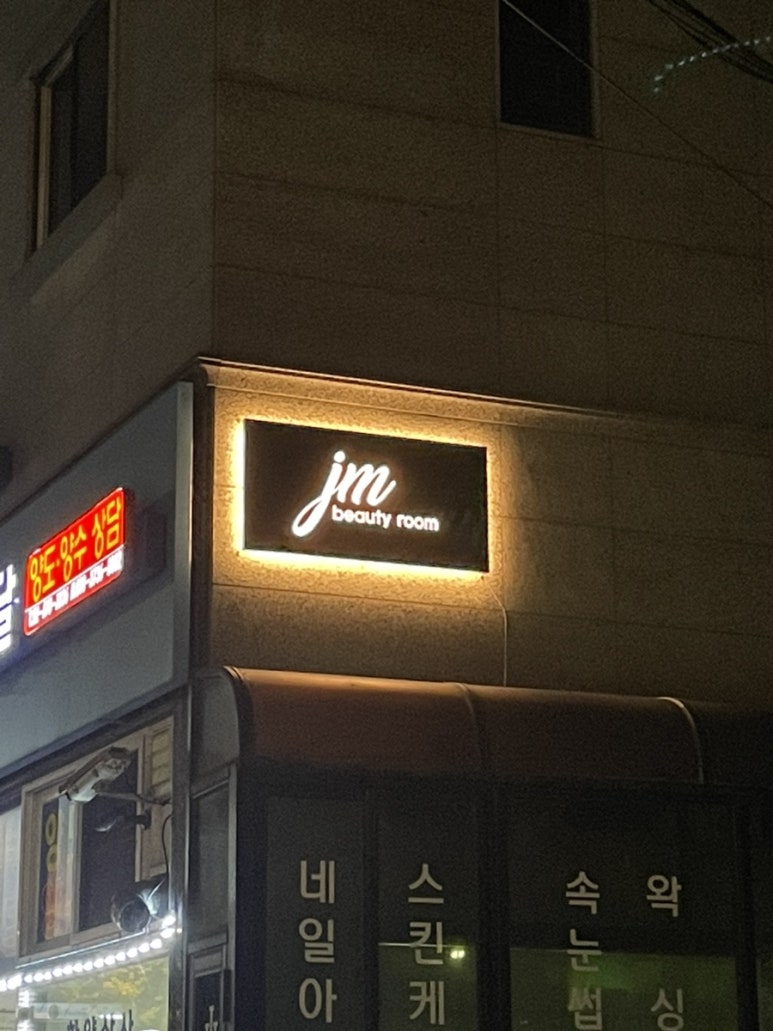 jm
beauty room
양도·양수 상담
네일아
스킨케
속눈썹
왁싱